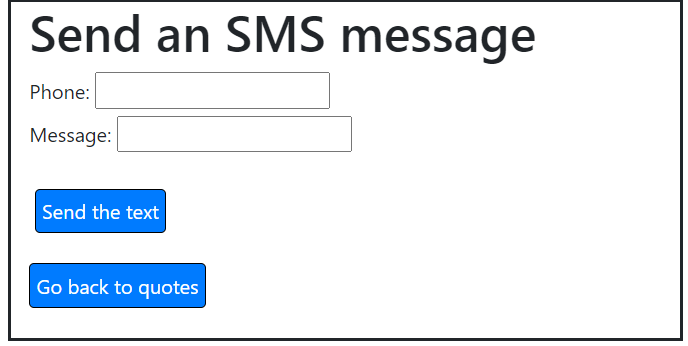 Send an SMS message
Phone:
Message:
Send the text
Go back to quotes